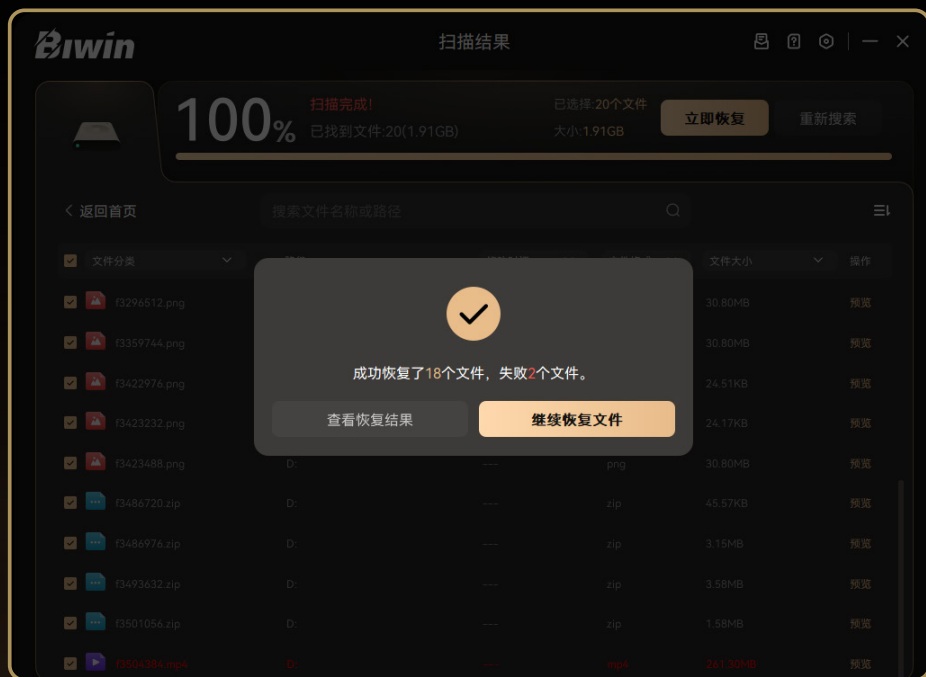 Biwin
扫描结果
100%
扫描完成!
已找到文件:20(1.91GB)
已选择:20个文件
大小:1.91GB
立即恢复
重新搜索
返回首页
搜索文件名称或路径
文件分类
文件大小
操作
f3296512.png 30.80MB 预览
f3359744.png 30.80MB 预览
成功恢复了18个文件，失败2个文件。
f3422976.png 24.51KB 预览
查看恢复结果
继续恢复文件
f3423232.png 24.17KB 预览
f3423488.png D: --- png 30.80MB 预览
f3486720.zip D: --- zip 45.57KB 预览
f3486976.zip D: --- zip 3.15MB 预览
f3493632.zip D: --- zip 3.58MB 预览
f3501056.zip D: --- zip 1.58MB 预览
f3504384.mp4 D: --- mp4 261.30MB 预览